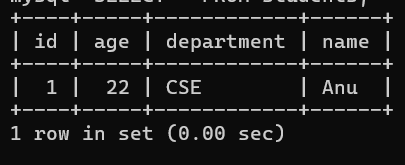 +----+-----+------------+------+
| id | age | department | name |
+----+-----+------------+------+
|  1 |  22 | CSE        | Anu  |
+----+-----+------------+------+
1 row in set (0.00 sec)